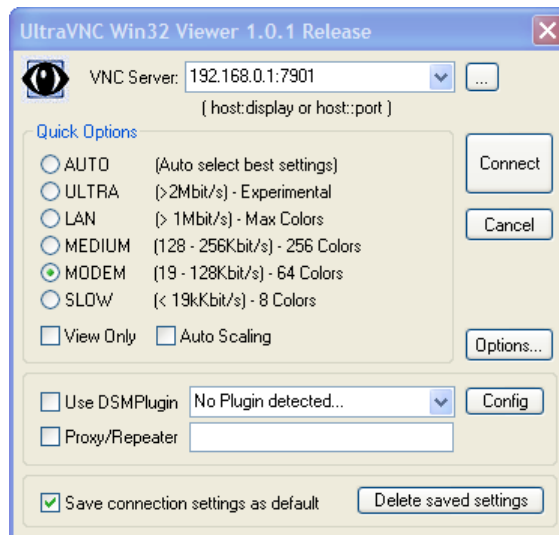 UltraVNC Win32 Viewer 1.0.1 Release
VNC Server: 192.168.0.1:7901 ...
( host:display or host::port )
Quick Options
AUTO (Auto select best settings)
ULTRA (>2Mbit/s) - Experimental
LAN (> 1Mbit/s) - Max Colors
MEDIUM (128 - 256Kbit/s) - 256 Colors
MODEM (19 - 128Kbit/s) - 64 Colors
SLOW (< 19kKbit/s) - 8 Colors
View Only Auto Scaling
Connect
Cancel
Options...
Use DSMPlugin No Plugin detected... Config
Proxy/Repeater
Save connection settings as default Delete saved settings